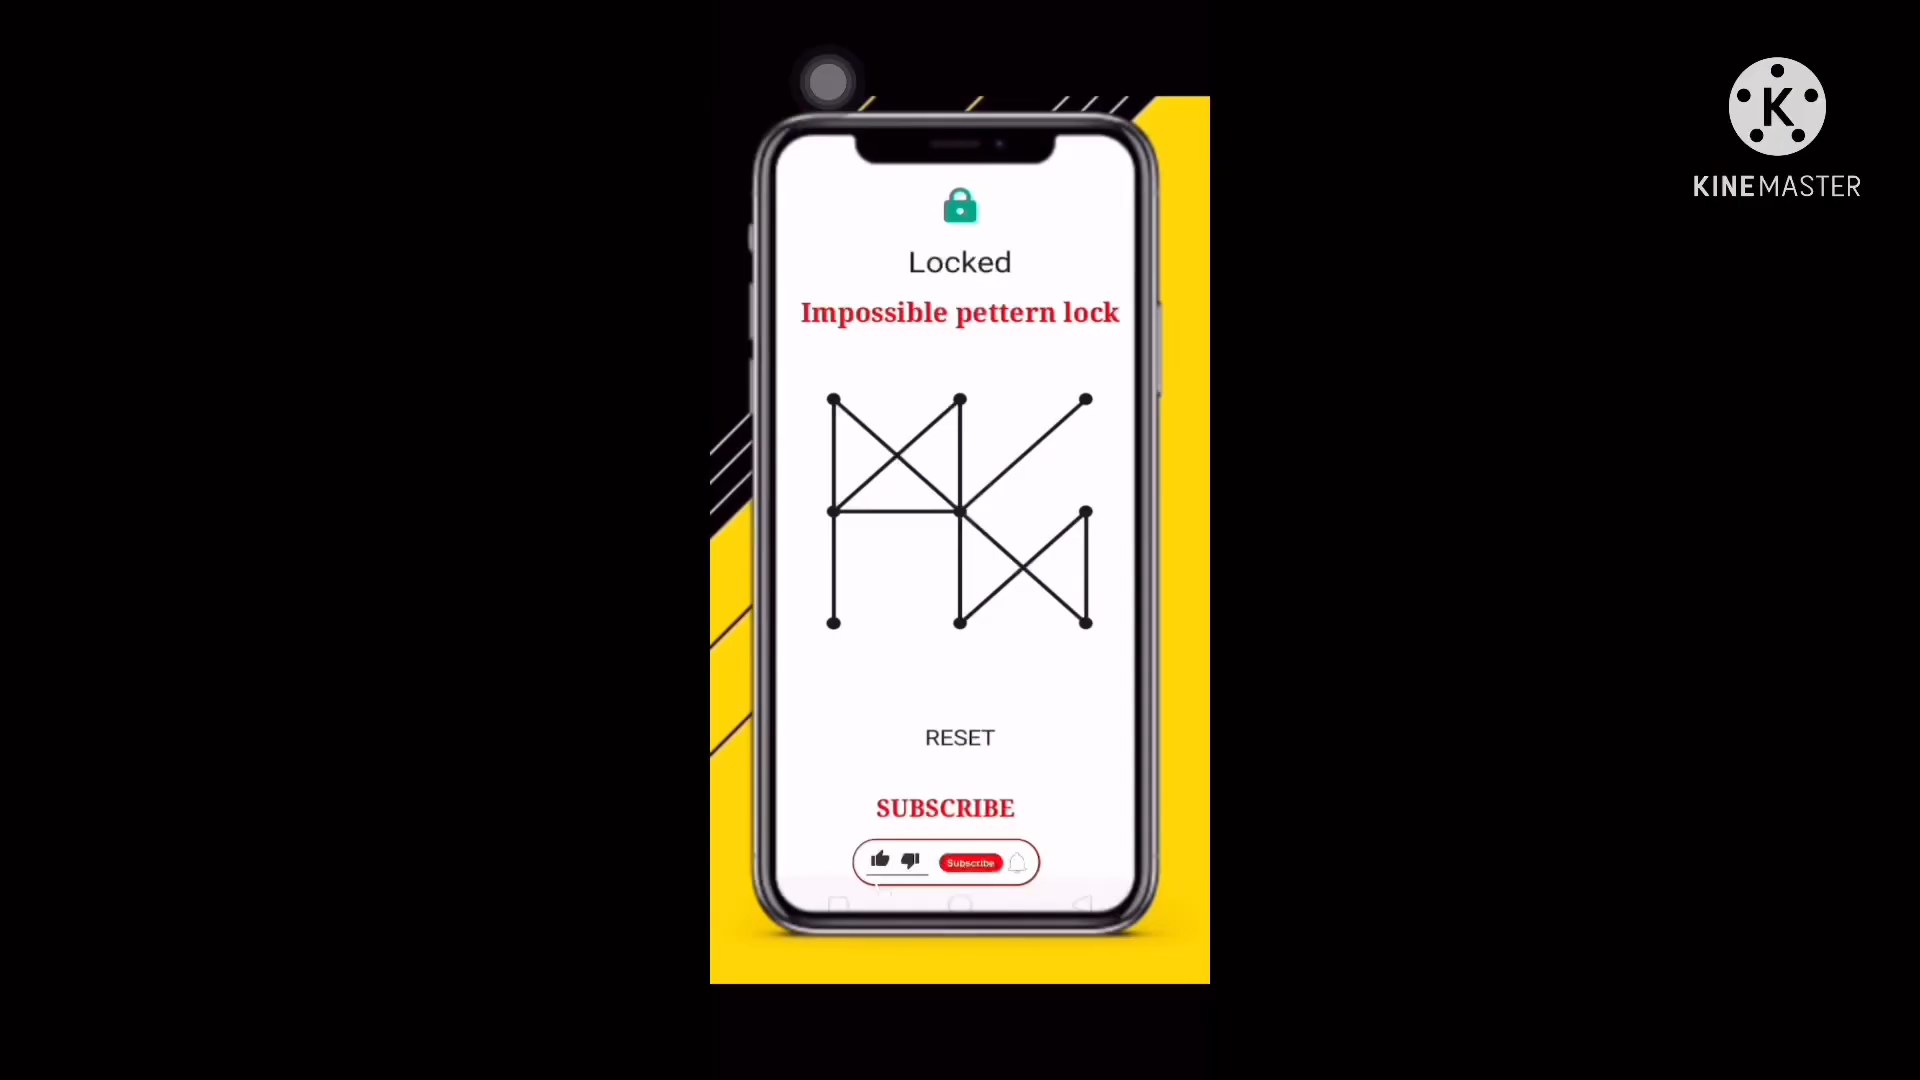 K
KINEMASTER
Locked
Impossible pettern lock
RESET
SUBSCRIBE
Subscribe